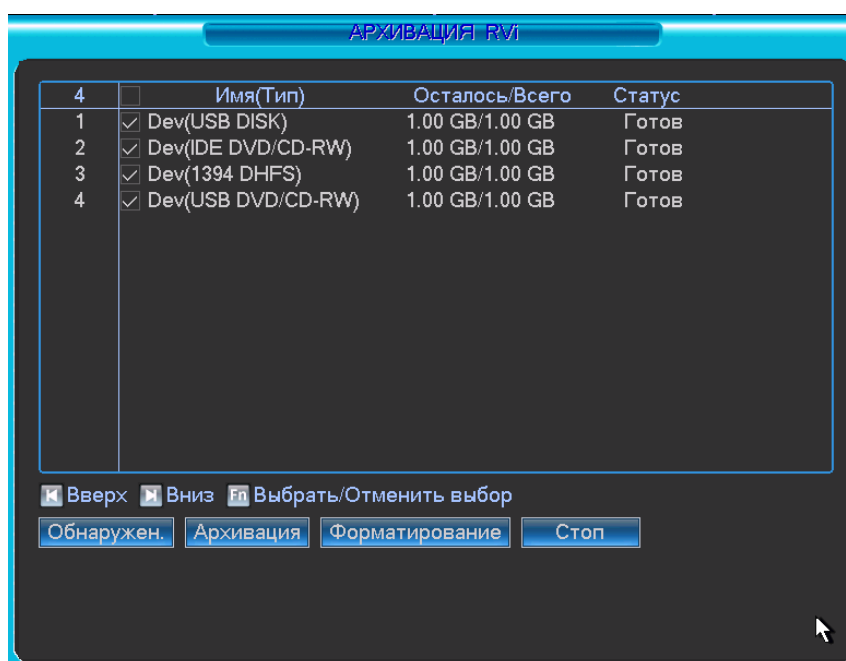 АРХИВАЦИЯ RVi
4 Имя(Тип) Осталось/Всего Статус
1 Dev(USB DISK) 1.00 GB/1.00 GB Готов
2 Dev(IDE DVD/CD-RW) 1.00 GB/1.00 GB Готов
3 Dev(1394 DHFS) 1.00 GB/1.00 GB Готов
4 Dev(USB DVD/CD-RW) 1.00 GB/1.00 GB Готов
Вверх Вниз Fn Выбрать/Отменить выбор
Обнаружен. Архивация Форматирование Стоп